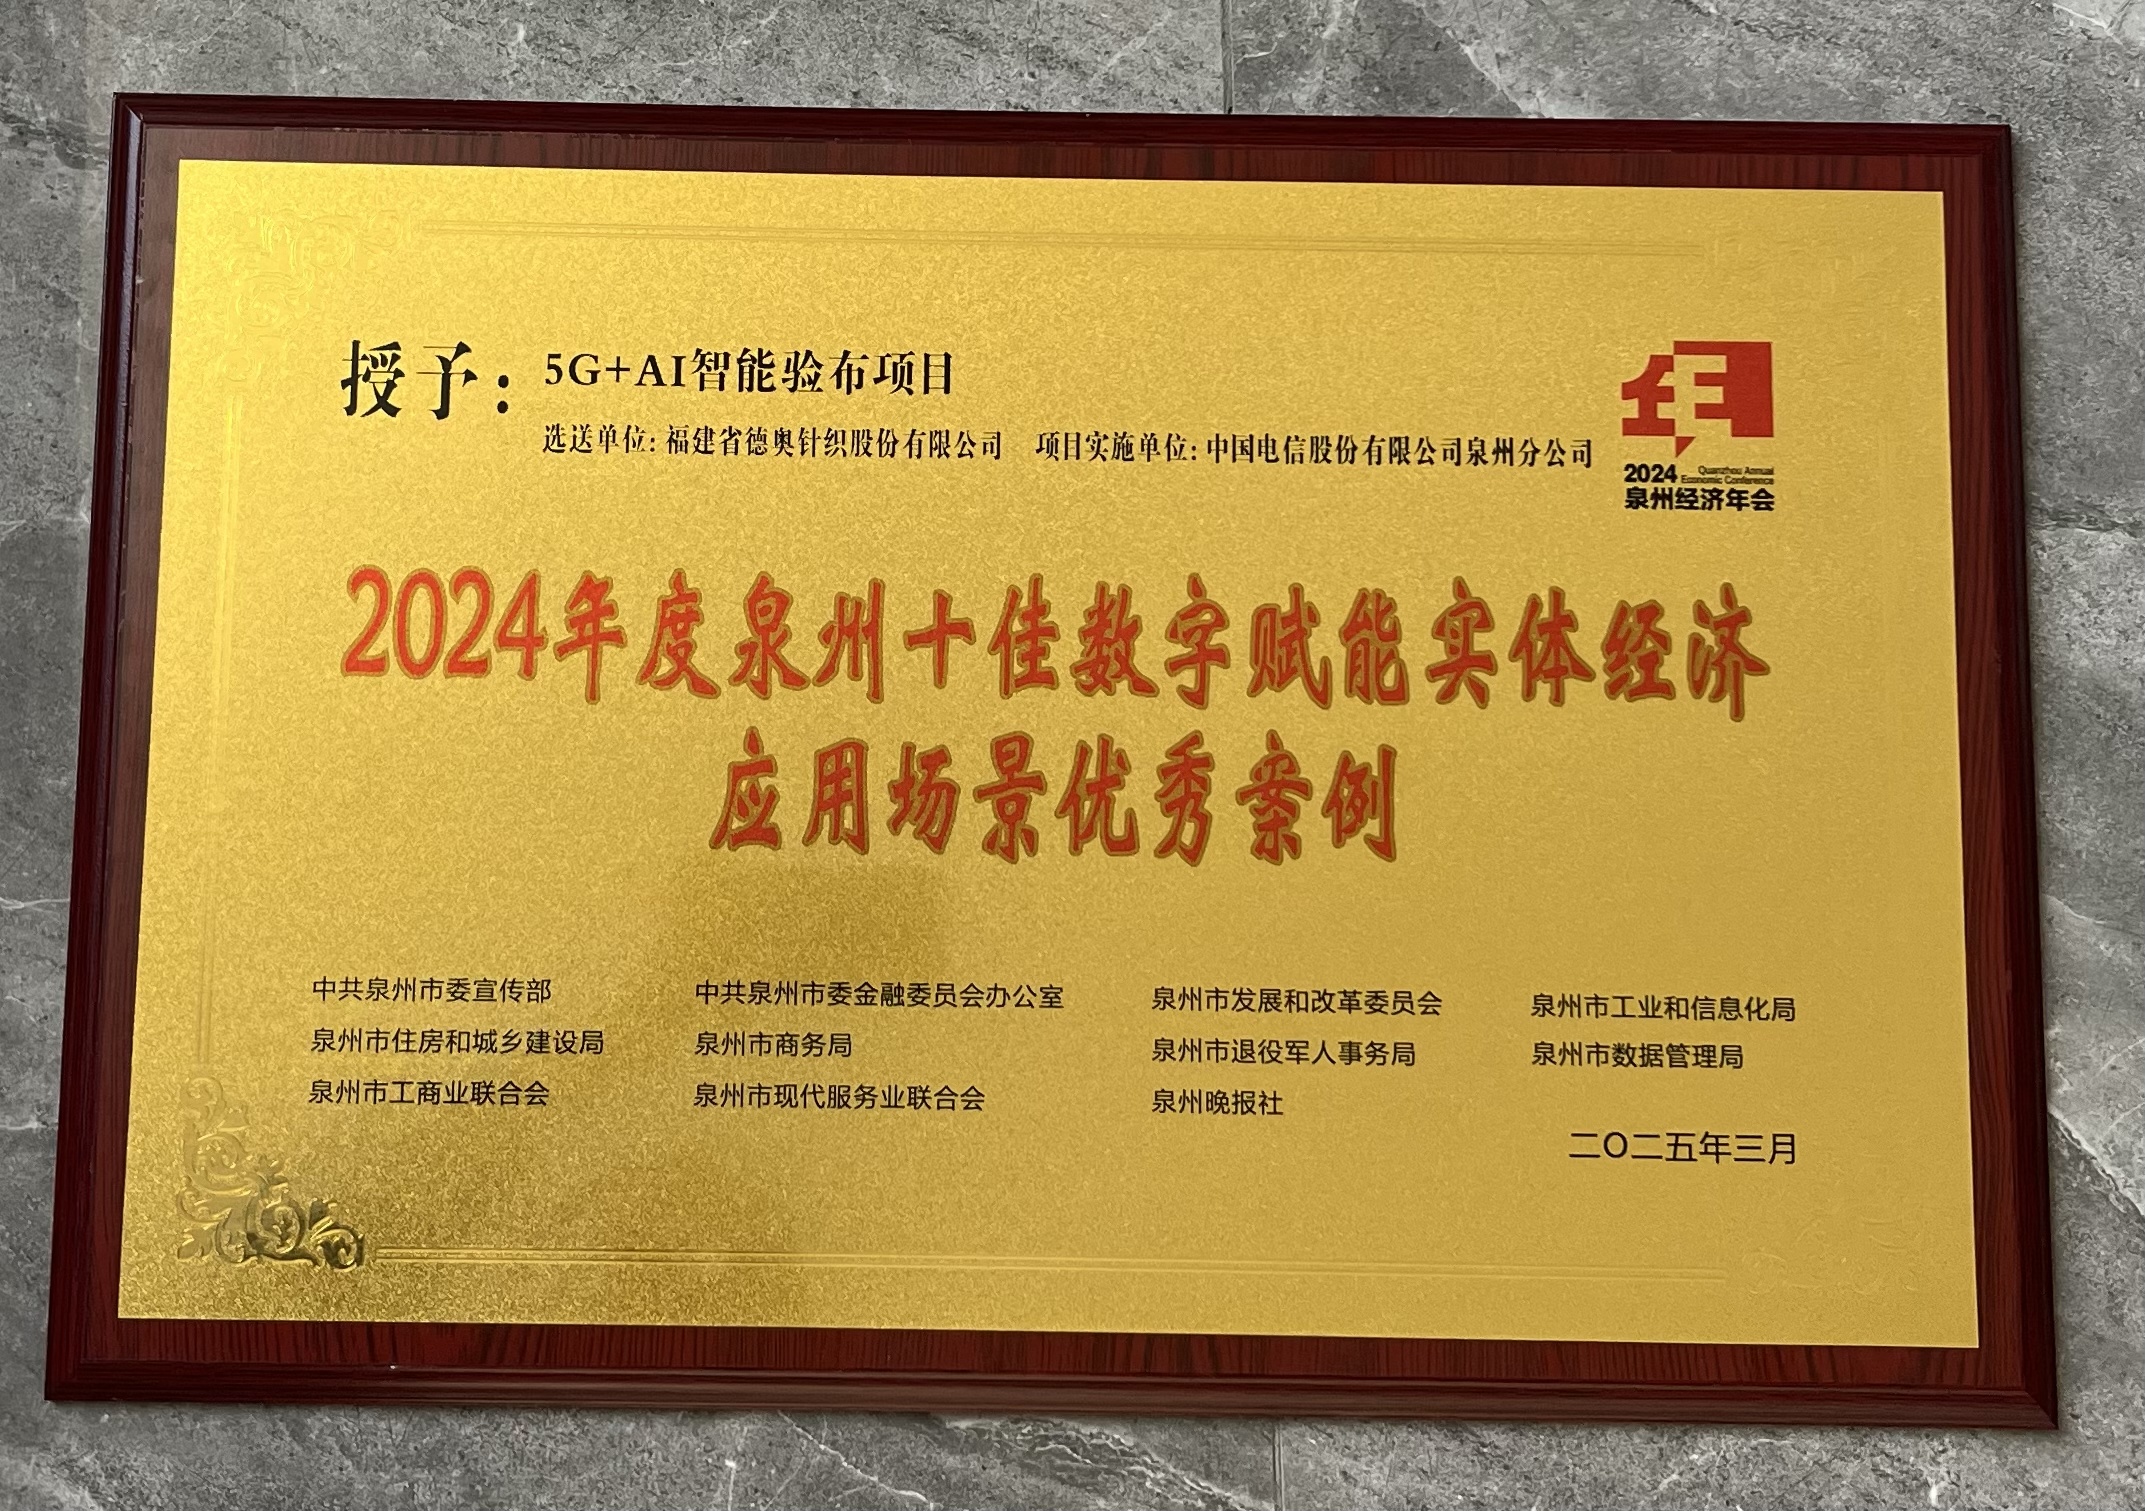 授予：5G+AI智能验布项目
选送单位：福建省德奥针织股份有限公司 项目实施单位：中国电信股份有限公司泉州分公司
年
2024 Quanzhou Annual Economic Conference
泉州经济年会
2024年度泉州十佳数字赋能实体经济
应用场景优秀案例
中共泉州市委宣传部 中共泉州市委金融委员会办公室 泉州市发展和改革委员会 泉州市工业和信息化局
泉州市住房和城乡建设局 泉州市商务局 泉州市退役军人事务局 泉州市数据管理局
泉州市工商业联合会 泉州市现代服务业联合会 泉州晚报社
二〇二五年三月